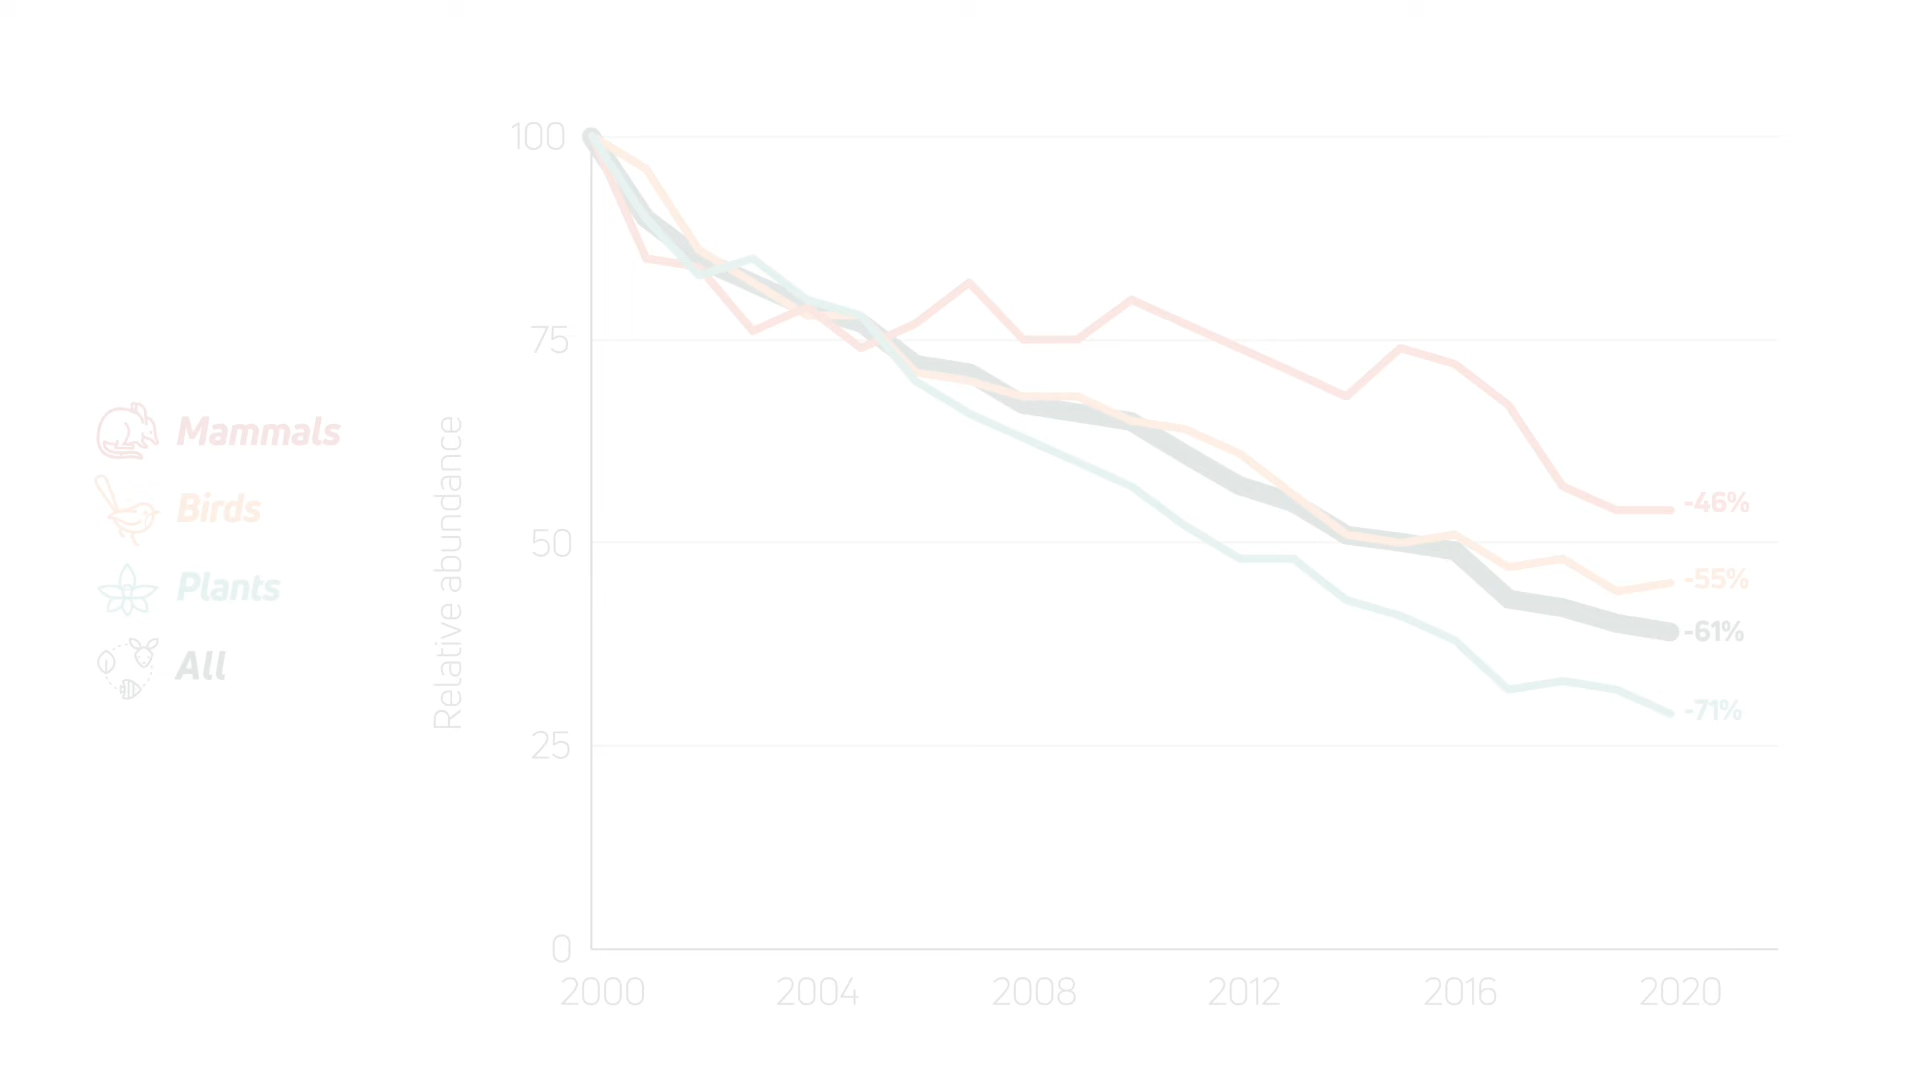 Mammals
Birds
Plants
All
Relative abundance
100
75
50
25
0
2000 2004 2008 2012 2016 2020
-46%
-55%
-61%
-71%